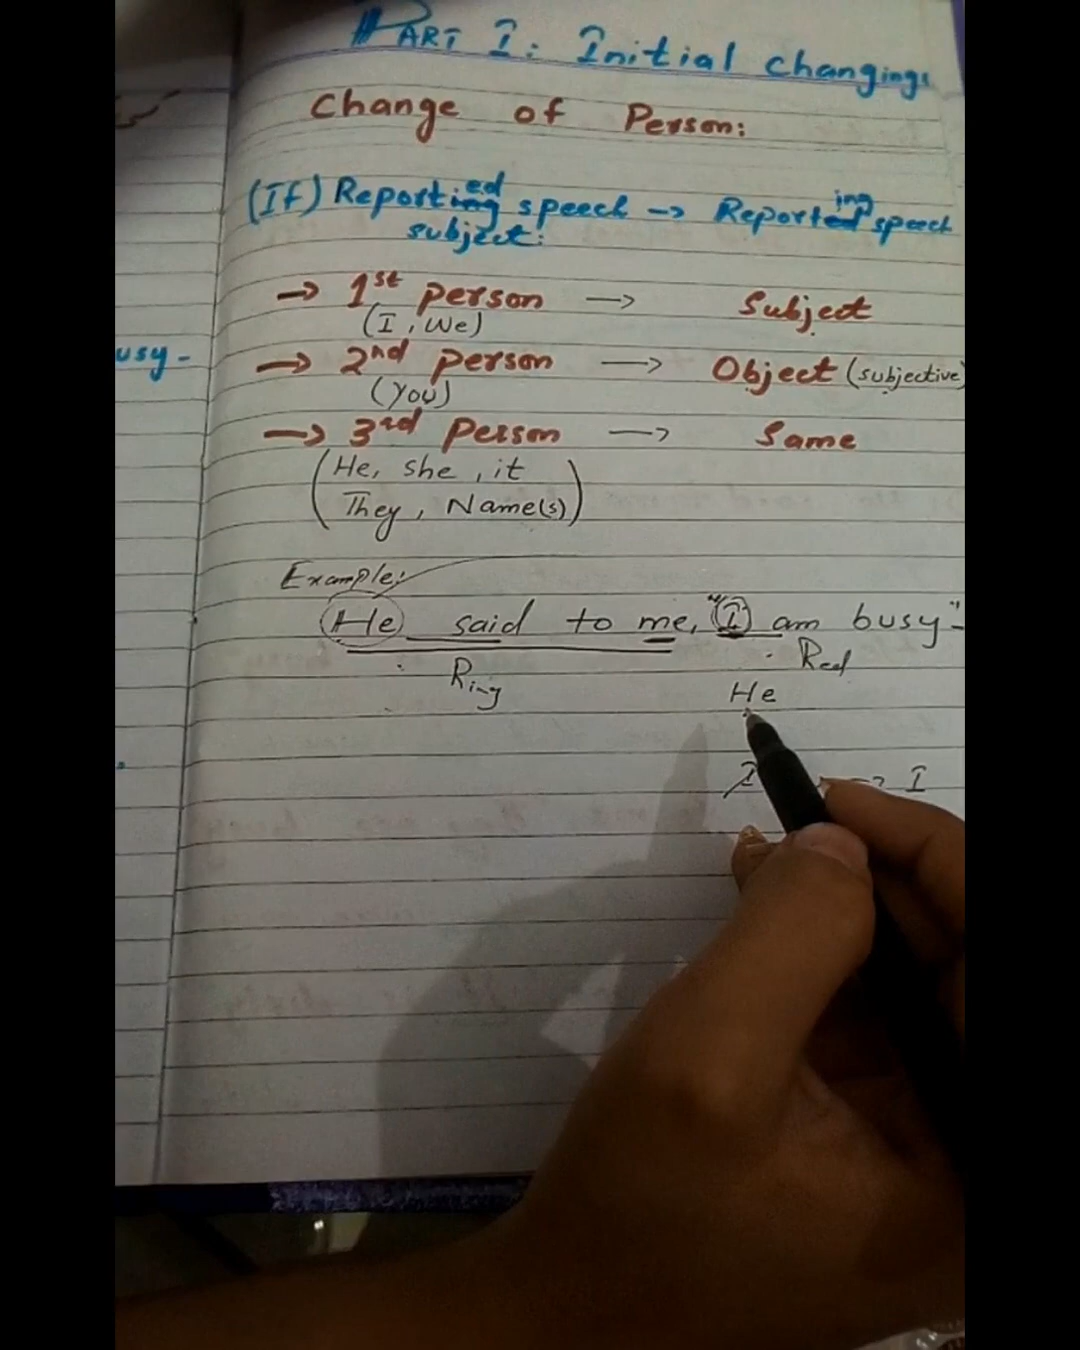 PART I: Initial changings
Change of Person:
(If) Reported speech → Reporting speech
subject:
→ 1st person → Subject
(I, We)
usy-
→ 2nd person → Object (subjective)
(You)
→ 3rd person → Same
(He, she, it
They, Name(s))
Example:
He said to me, "I am busy"-
Ring
Red
He
I → I